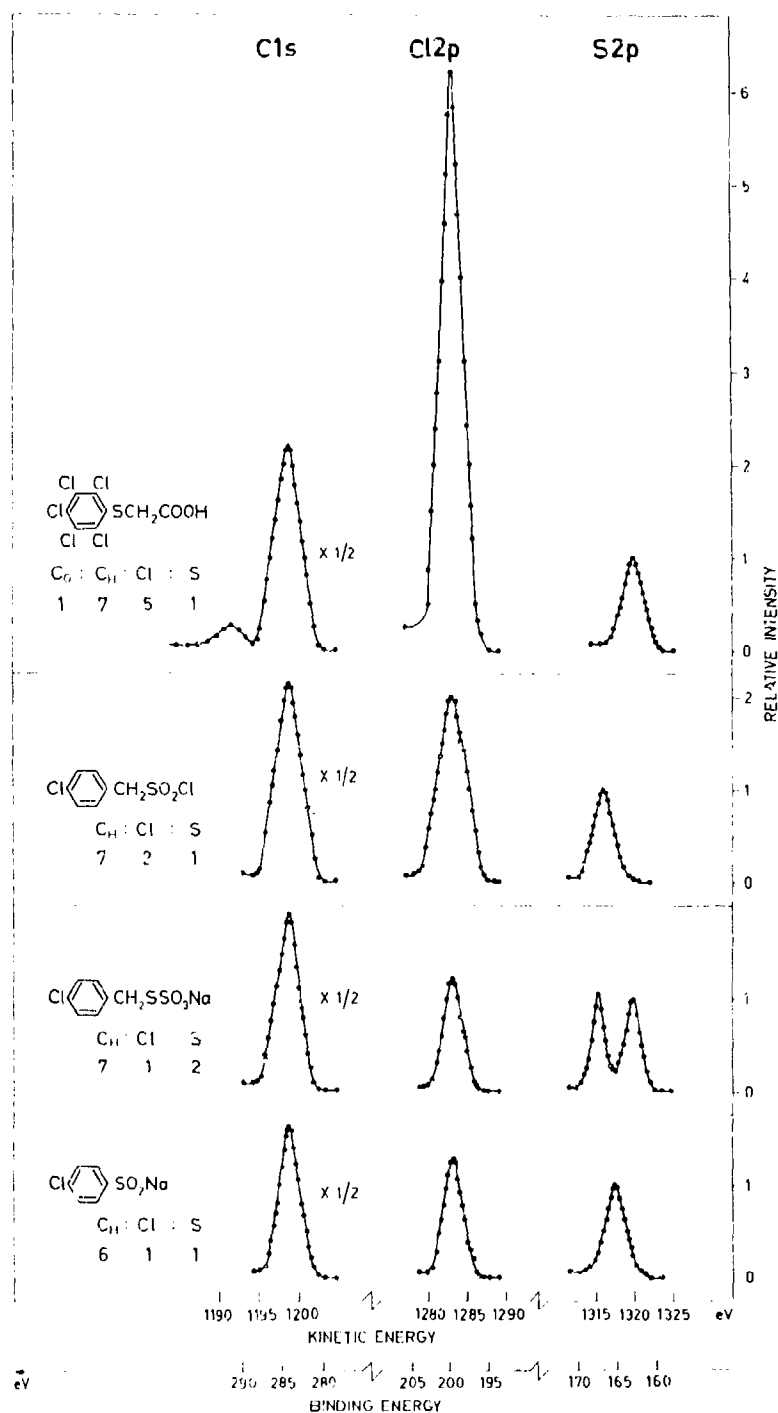 C1s Cl2p S2p
6
5
4
3
2
1
0
RELATIVE INTENSITY
Cl Cl
Cl SCH₂COOH
Cl Cl
X 1/2
C₀ : C_H : Cl : S
1 7 5 1
2
1
0
Cl CH₂SO₂Cl
X 1/2
C_H : Cl : S
7 2 1
1
0
Cl CH₂SSO₃Na
X 1/2
C_H : Cl S
7 1 2
1
0
Cl SO₂Na
X 1/2
C_H : Cl : S
6 1 1
1190 1195 1200 1280 1285 1290 1315 1320 1325 eV
KINETIC ENERGY
eV 290 285 280 205 200 195 170 165 160
BINDING ENERGY